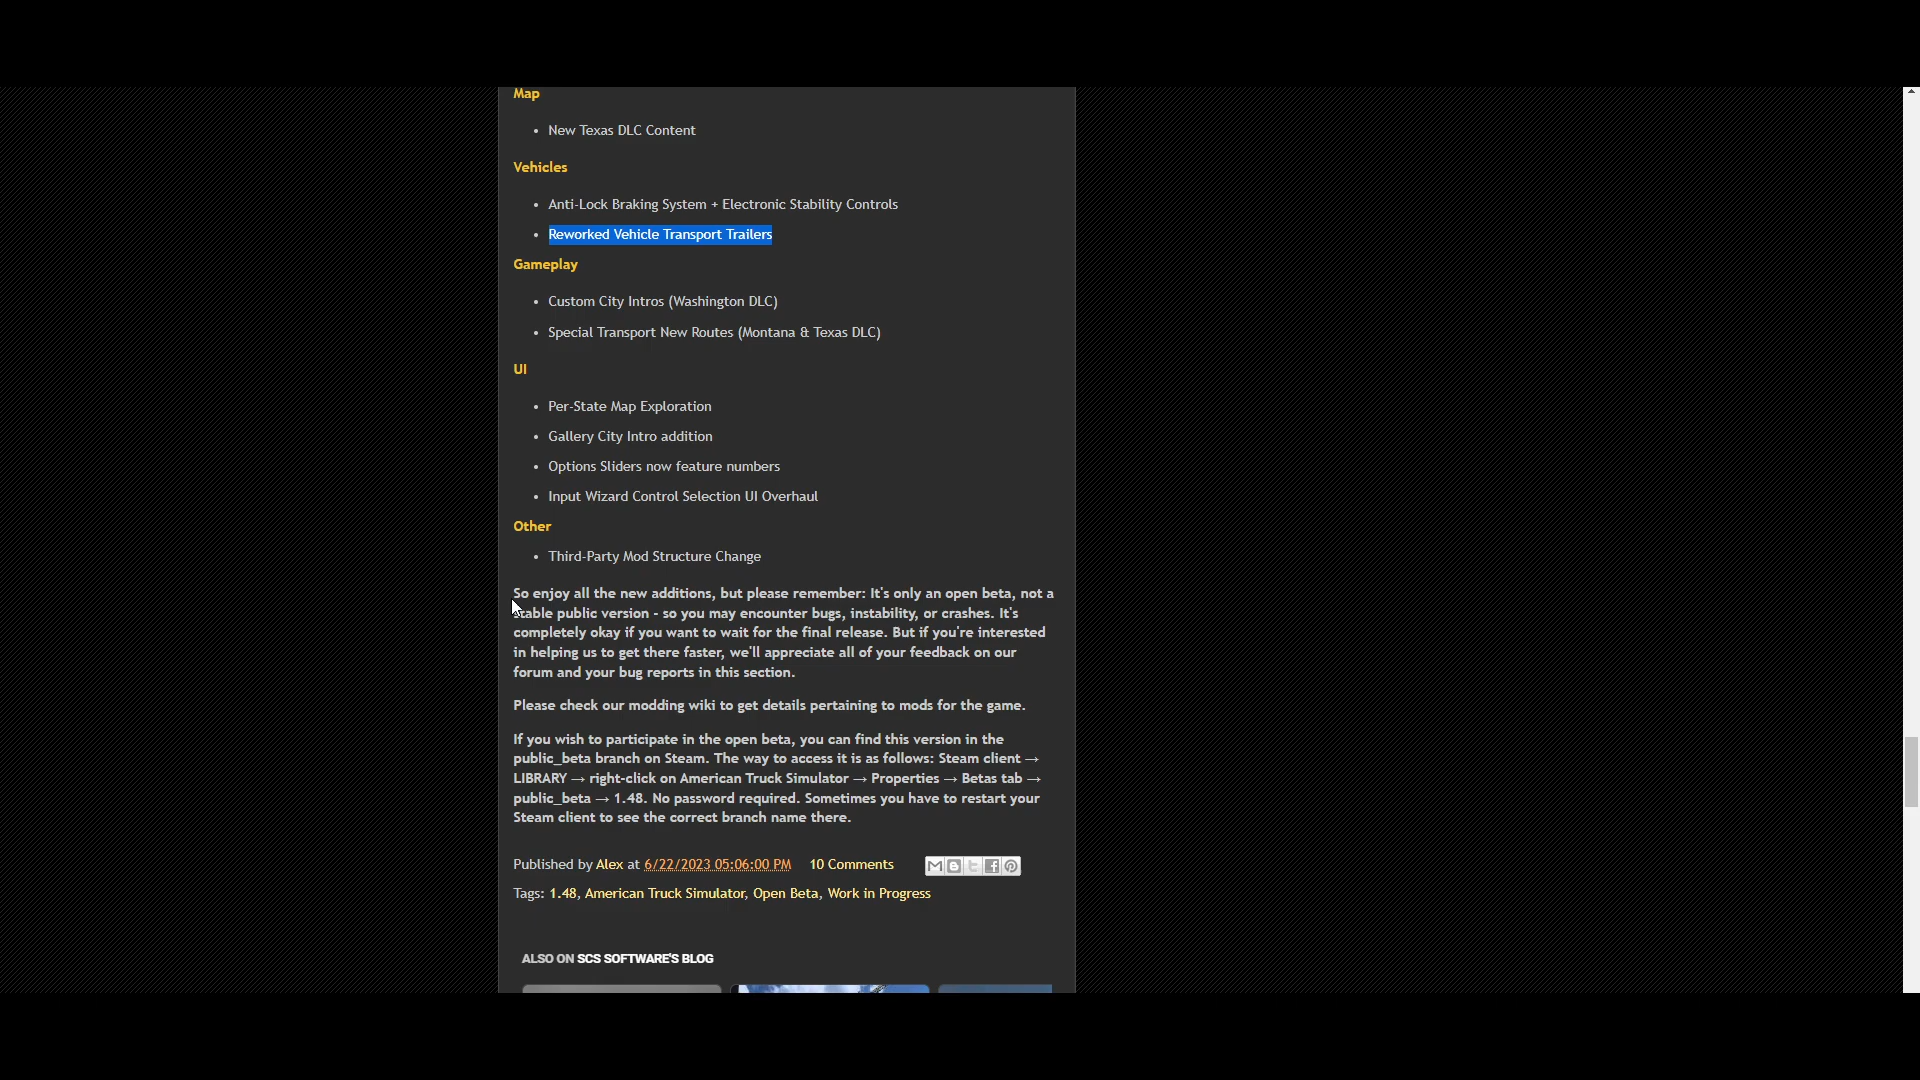 Map
• New Texas DLC Content
Vehicles
• Anti-Lock Braking System + Electronic Stability Controls
• Reworked Vehicle Transport Trailers
Gameplay
• Custom City Intros (Washington DLC)
• Special Transport New Routes (Montana & Texas DLC)
UI
• Per-State Map Exploration
• Gallery City Intro addition
• Options Sliders now feature numbers
• Input Wizard Control Selection UI Overhaul
Other
• Third-Party Mod Structure Change
So enjoy all the new additions, but please remember: It's only an open beta, not a
stable public version - so you may encounter bugs, instability, or crashes. It's
completely okay if you want to wait for the final release. But if you're interested
in helping us to get there faster, we'll appreciate all of your feedback on our
forum and your bug reports in this section.
Please check our modding wiki to get details pertaining to mods for the game.
If you wish to participate in the open beta, you can find this version in the
public_beta branch on Steam. The way to access it is as follows: Steam client →
LIBRARY → right-click on American Truck Simulator → Properties → Betas tab →
public_beta → 1.48. No password required. Sometimes you have to restart your
Steam client to see the correct branch name there.
Published by Alex at 6/22/2023 05:06:00 PM 10 Comments
Tags: 1.48, American Truck Simulator, Open Beta, Work in Progress
ALSO ON SCS SOFTWARE'S BLOG